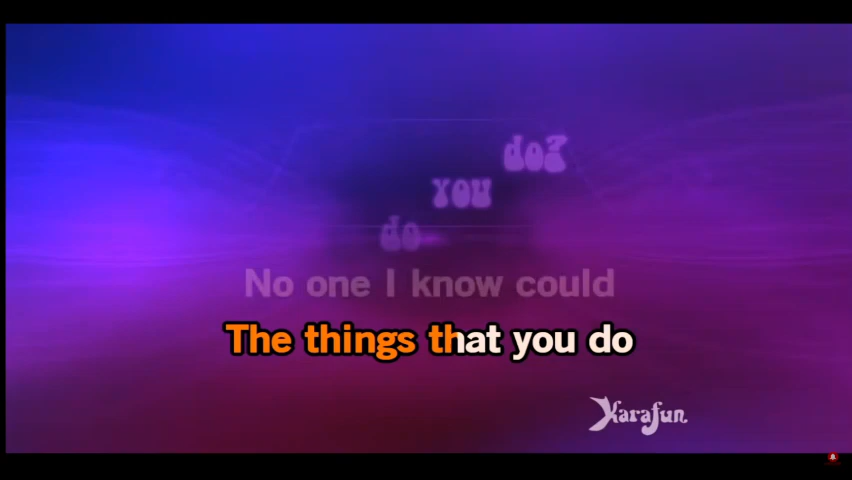 do?
you
do
No one I know could
The things that you do
Karafun